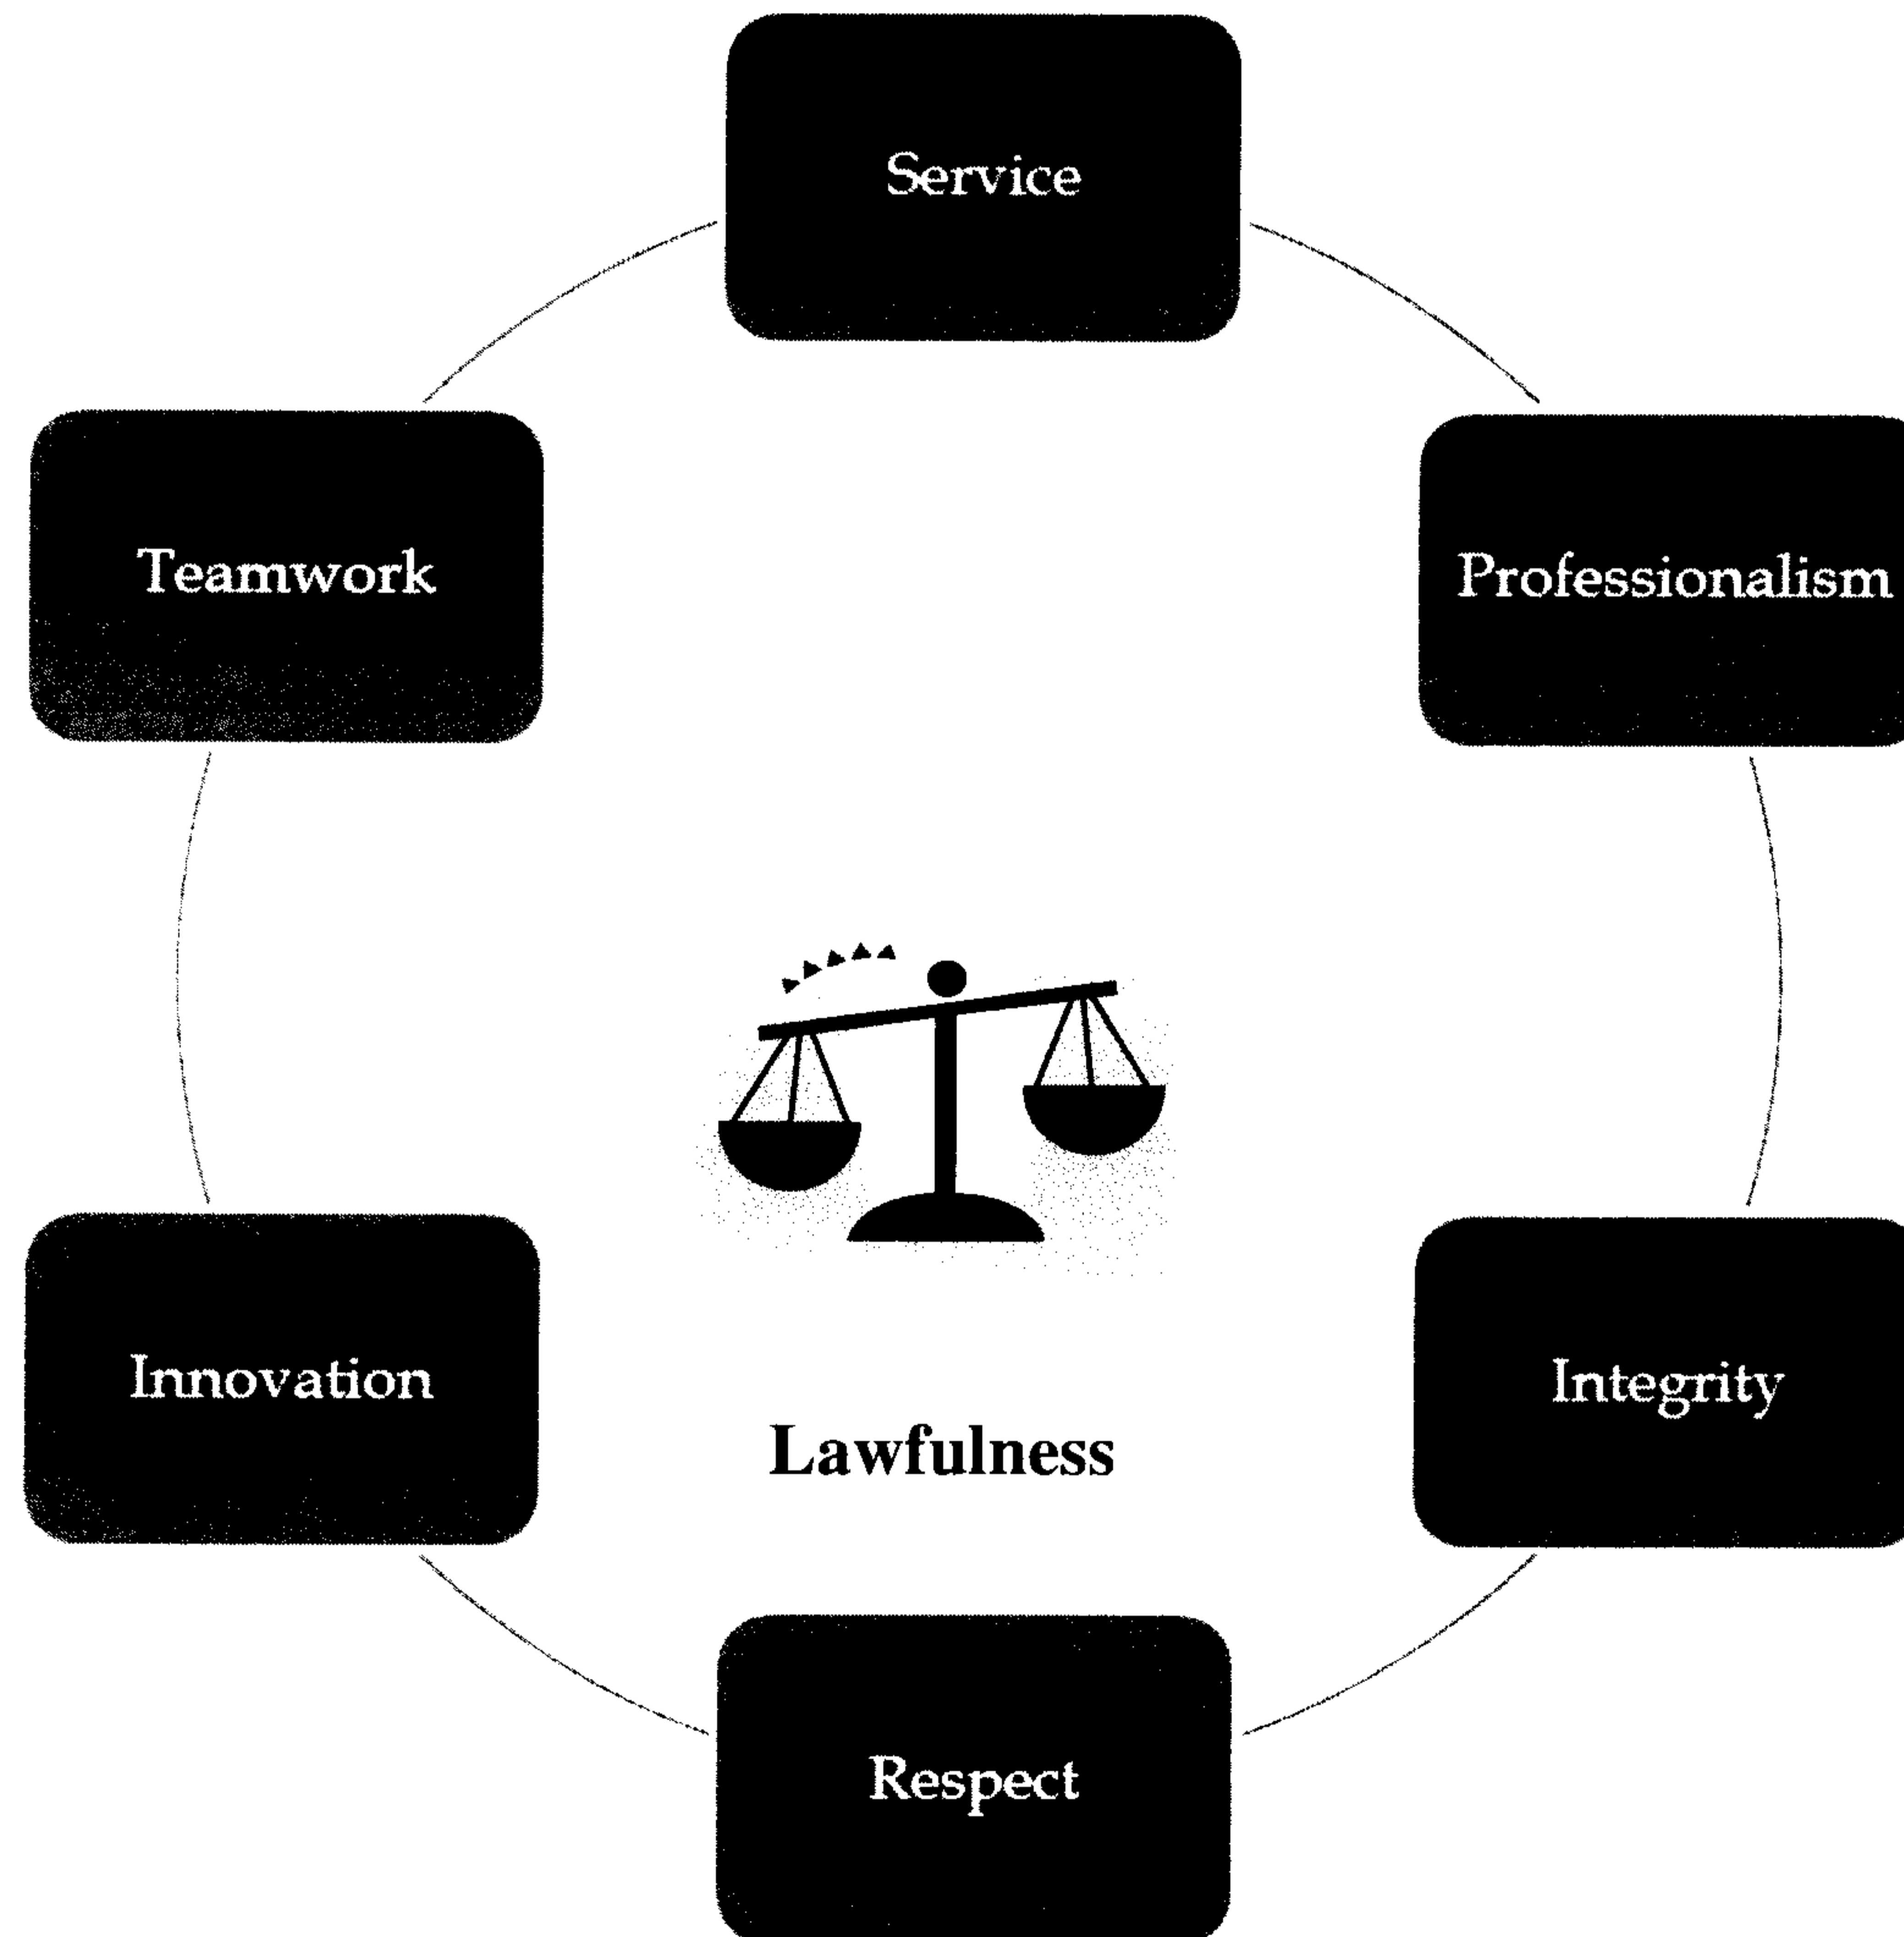 Service
Teamwork
Professionalism
Innovation
Integrity
Lawfulness
Respect